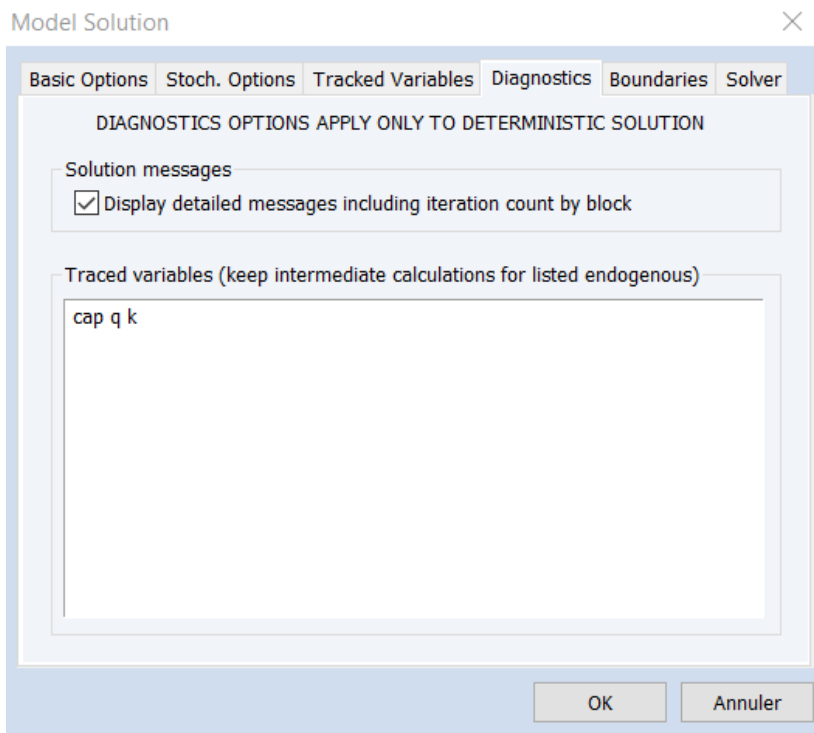 Model Solution
Basic Options Stoch. Options Tracked Variables Diagnostics Boundaries Solver
DIAGNOSTICS OPTIONS APPLY ONLY TO DETERMINISTIC SOLUTION
Solution messages
Display detailed messages including iteration count by block
Traced variables (keep intermediate calculations for listed endogenous)
cap q k
OK Annuler